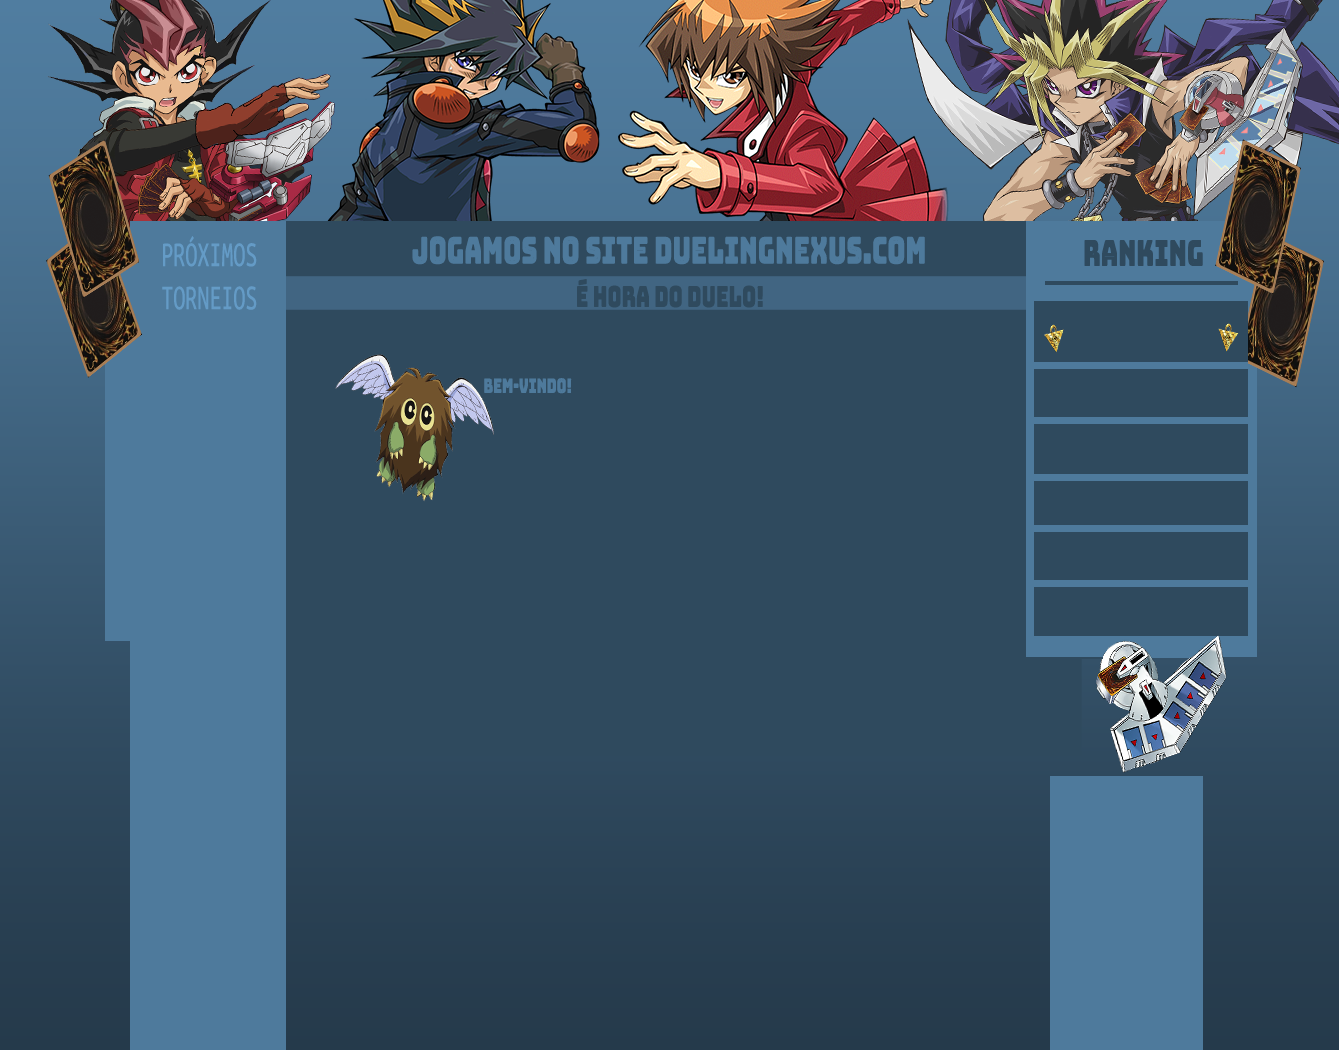 PRÓXIMOS
TORNEIOS
JOGAMOS NO SITE DUELINGNEXUS.COM
É HORA DO DUELO!
BEM-VINDO!
RANKING